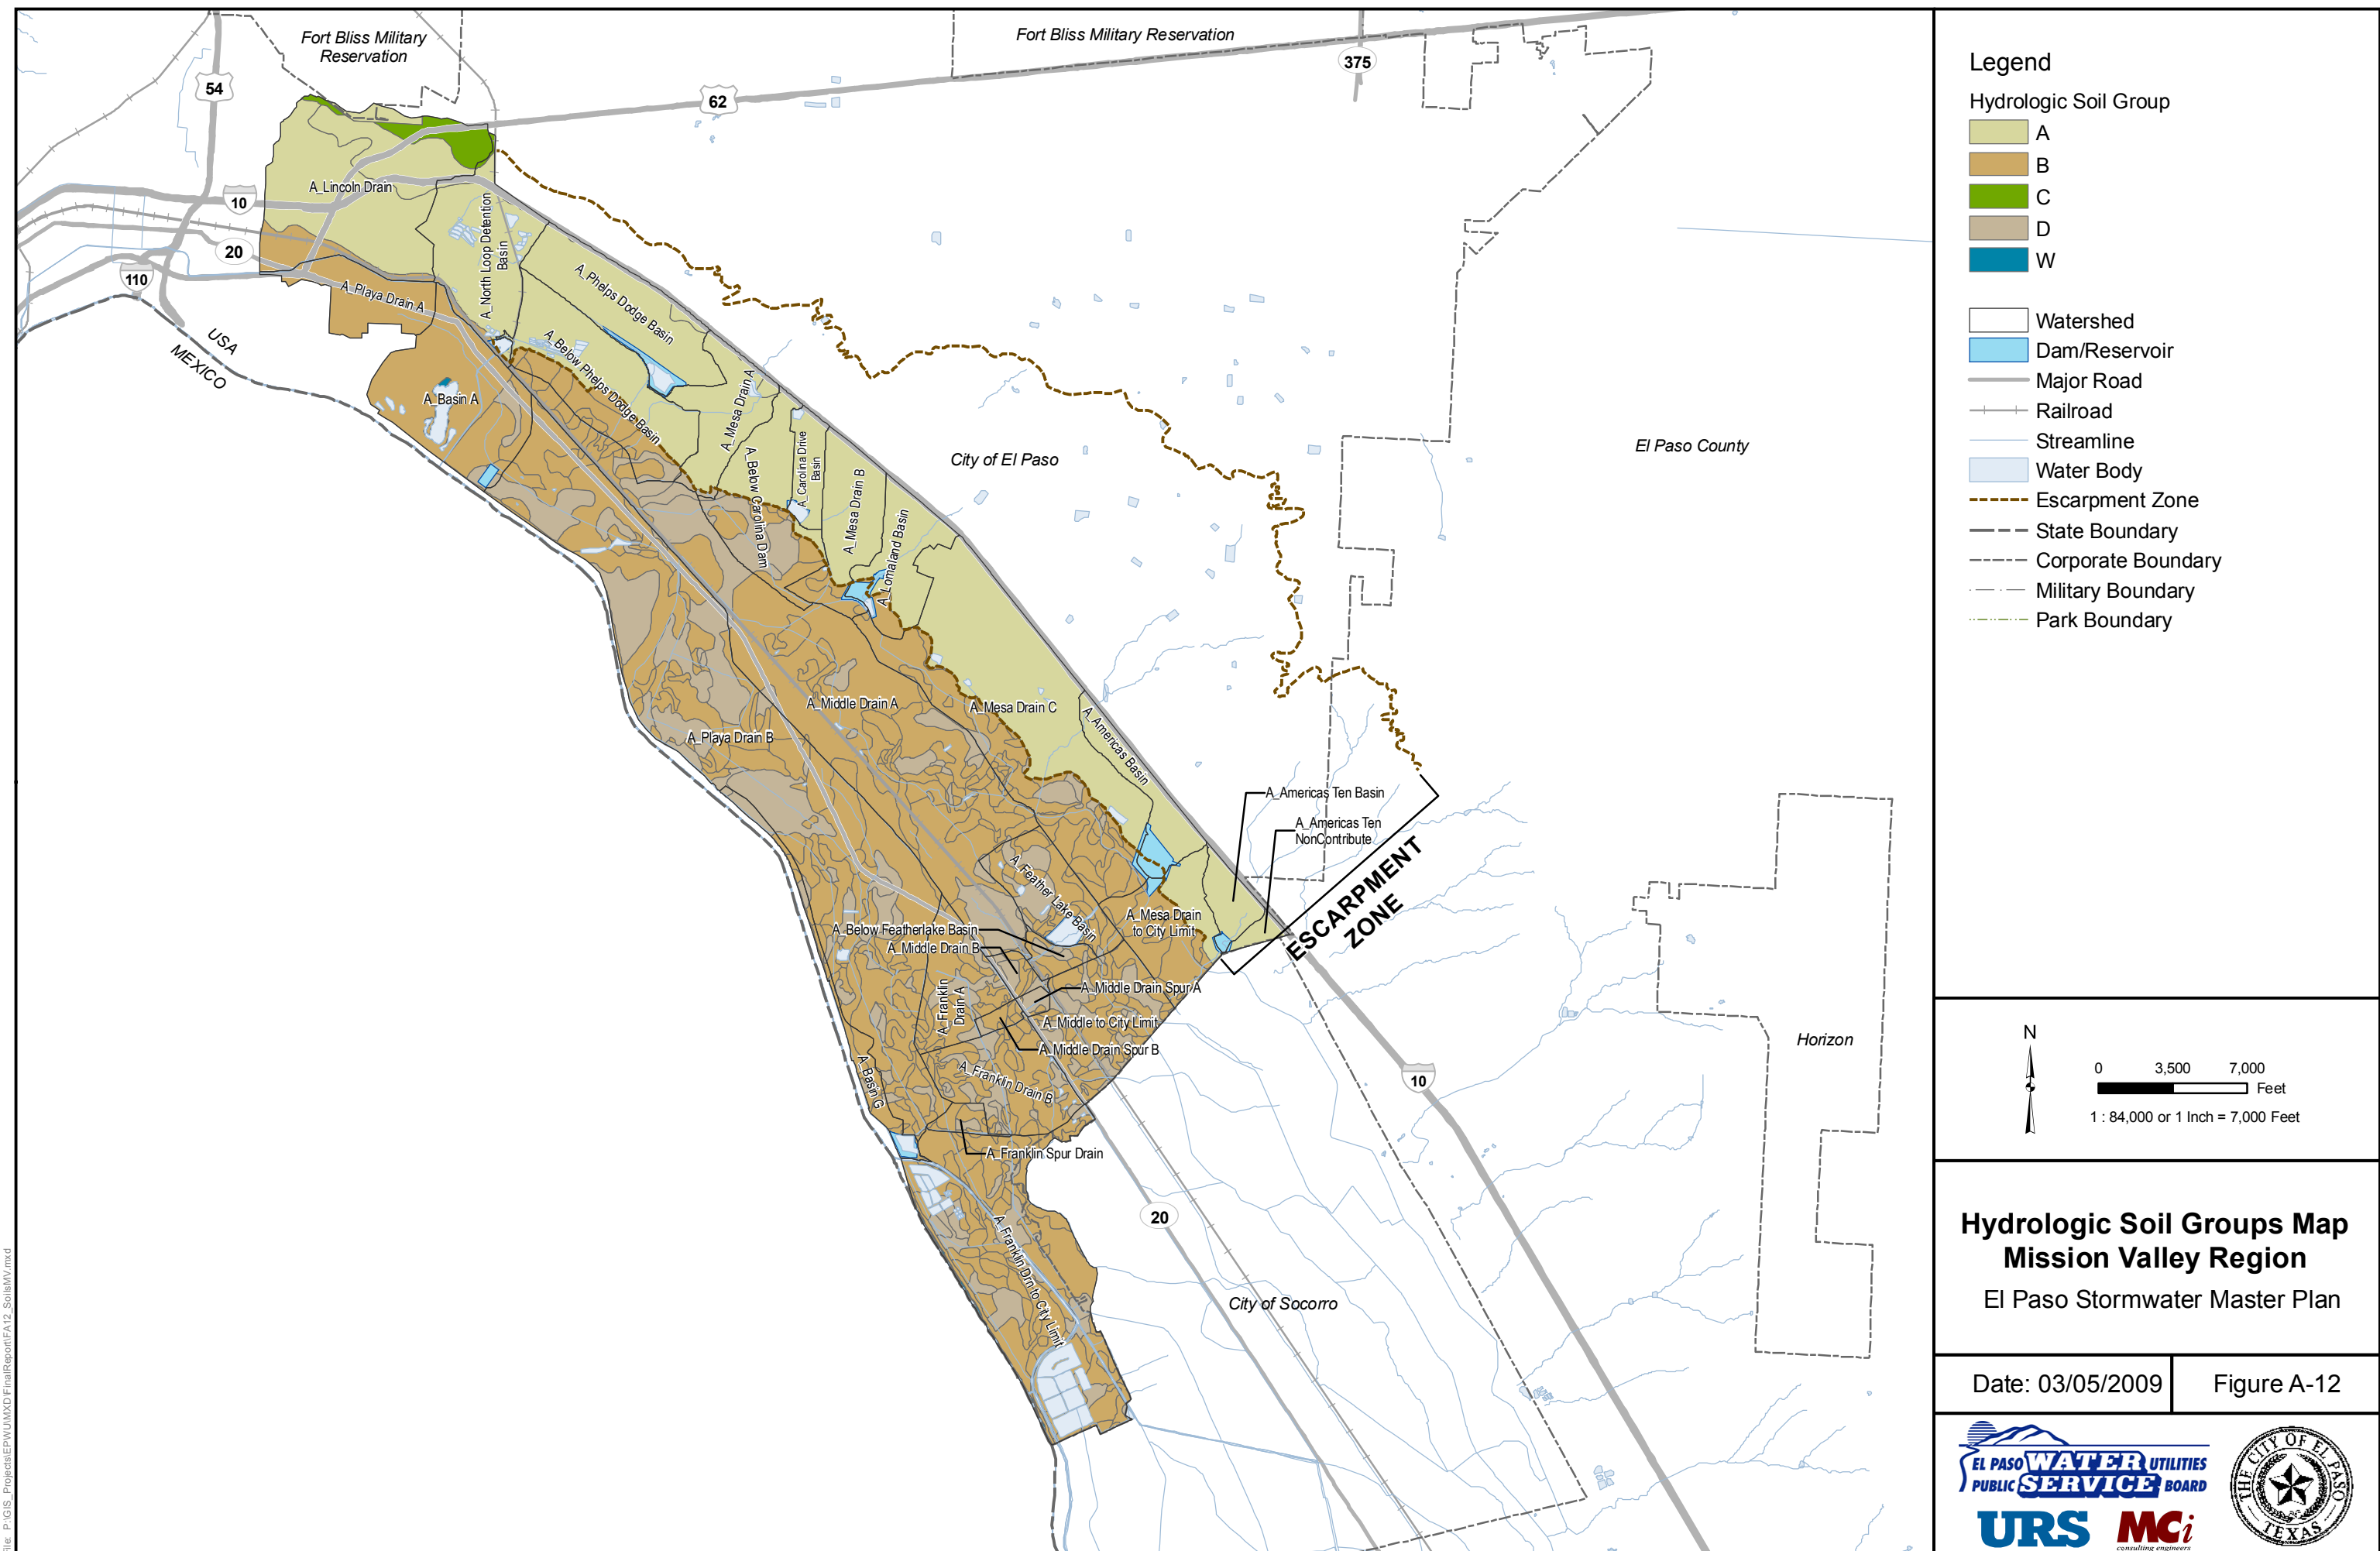 Fort Bliss Military
Reservation
Fort Bliss Military Reservation
54
375
62
10
20
110
A_Lincoln Drain
A_North Loop Detention
Basin
A_Phelps Dodge Basin
A_Playa Drain A
A_Below Phelps Dodge Basin
USA
MEXICO
A_Basin A
A_Mesa Drain A
A_Carolina Drive
Basin
A_Below Carolina Dam
A_Mesa Drain B
A_Lomaland Basin
City of El Paso
El Paso County
A_Middle Drain A
A_Mesa Drain C
A_Americas Basin
A_Playa Drain B
A_Americas Ten Basin
A_Americas Ten
NonContribute
ESCARPMENT
ZONE
A_Feather Lake Basin
A_Mesa Drain
to City Limit
A_Below Featherlake Basin
A_Middle Drain B
A_Franklin
Drain A
A_Middle Drain Spur A
A_Middle to City Limit
A_Middle Drain Spur B
A_Basin G
A_Franklin Drain B
A_Franklin Spur Drain
A_Franklin Drn to City Limit
10
20
Horizon
City of Socorro
File: P:\GIS_Projects\EPWU\MXD\FinalReport\FA12_SoilsMV.mxd
Legend
Hydrologic Soil Group
A
B
C
D
W
Watershed
Dam/Reservoir
Major Road
Railroad
Streamline
Water Body
Escarpment Zone
State Boundary
Corporate Boundary
Military Boundary
Park Boundary
N
0 3,500 7,000
Feet
1 : 84,000 or 1 Inch = 7,000 Feet
Hydrologic Soil Groups Map
Mission Valley Region
El Paso Stormwater Master Plan
Date: 03/05/2009
Figure A-12
EL PASO WATER UTILITIES
PUBLIC SERVICE BOARD
URS
MCi
consulting engineers
THE CITY OF EL PASO
TEXAS